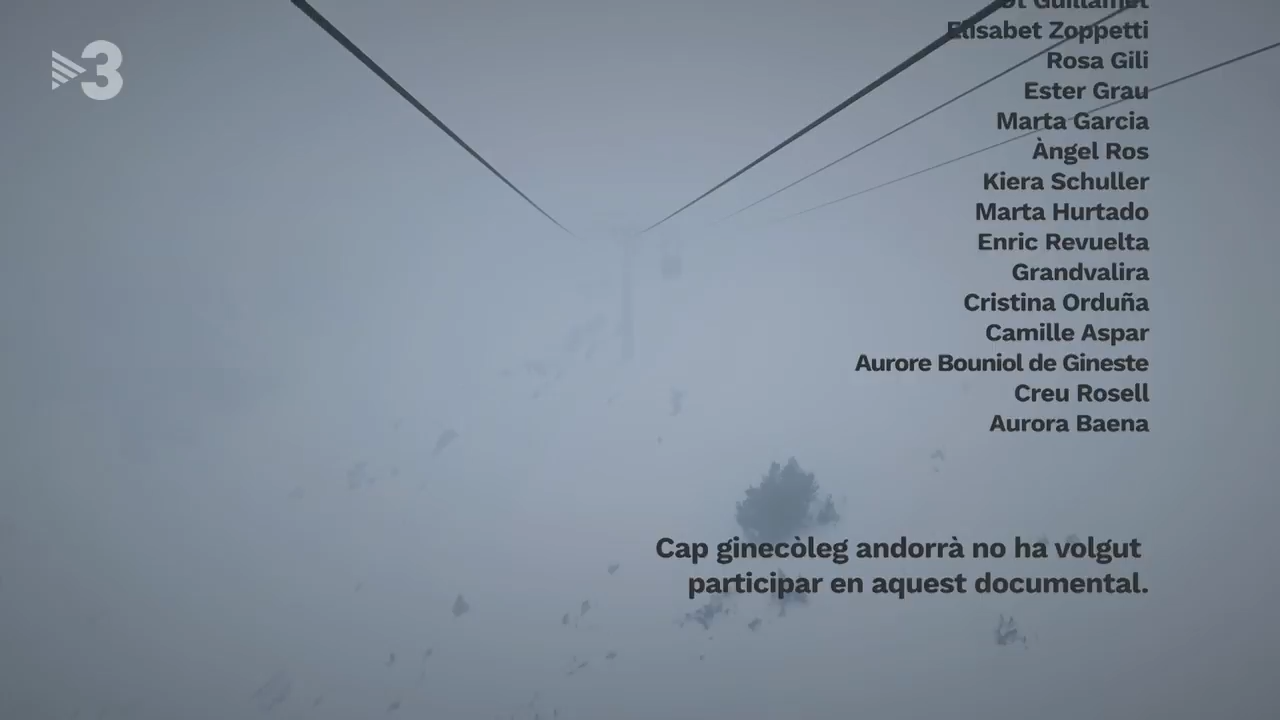 3
Guillamet
Elisabet Zoppetti
Rosa Gili
Ester Grau
Marta Garcia
Àngel Ros
Kiera Schuller
Marta Hurtado
Enric Revuelta
Grandvalira
Cristina Orduña
Camille Aspar
Aurore Bouniol de Gineste
Creu Rosell
Aurora Baena
Cap ginecòleg andorrà no ha volgut
participar en aquest documental.